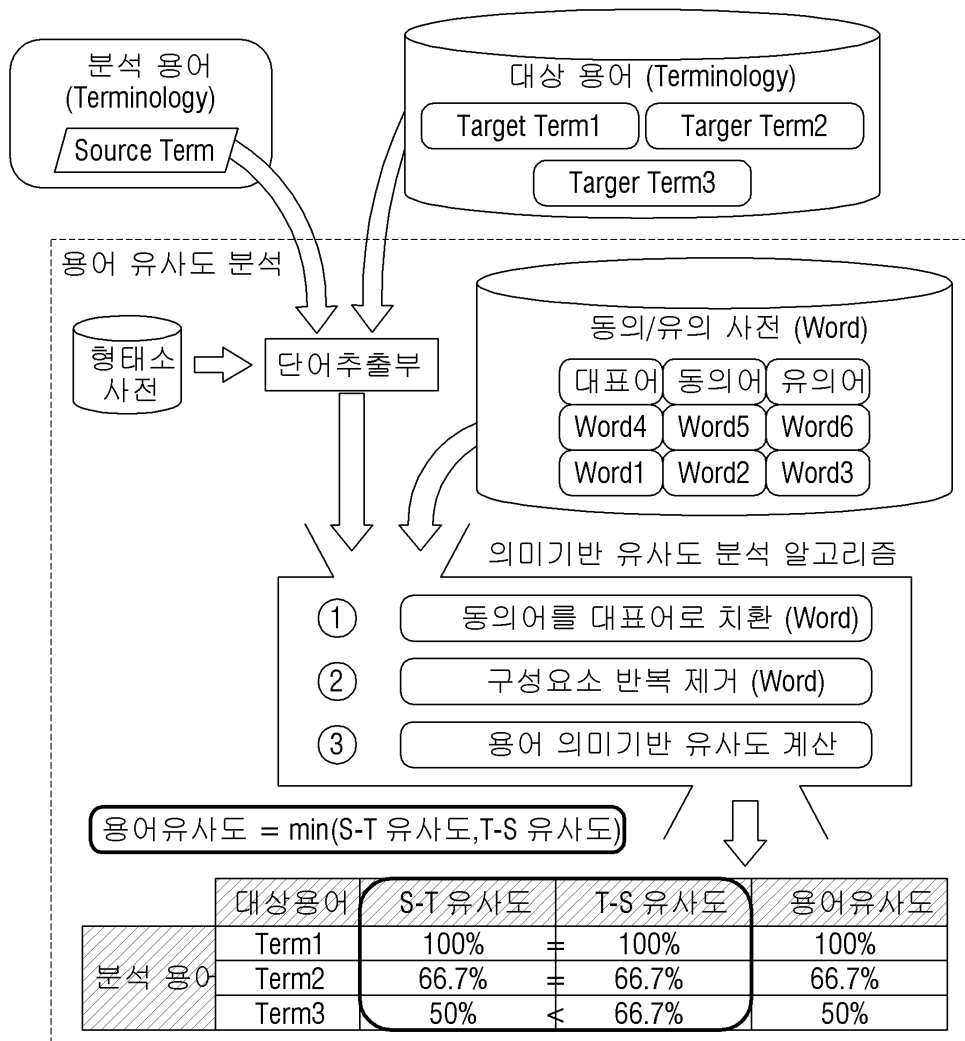 분석 용어
(Terminology)
Source Term
대상 용어 (Terminology)
Target Term1
Targer Term2
Targer Term3
용어 유사도 분석
형태소
사전
단어추출부
동의/유의 사전 (Word)
대표어 동의어 유의어
Word4 Word5 Word6
Word1 Word2 Word3
의미기반 유사도 분석 알고리즘
① 동의어를 대표어로 치환 (Word)
② 구성요소 반복 제거 (Word)
③ 용어 의미기반 유사도 계산
용어유사도 = min(S-T 유사도,T-S 유사도)
대상용어 S-T 유사도 T-S 유사도 용어유사도
분석 용어
Term1 100% = 100% 100%
Term2 66.7% = 66.7% 66.7%
Term3 50% < 66.7% 50%